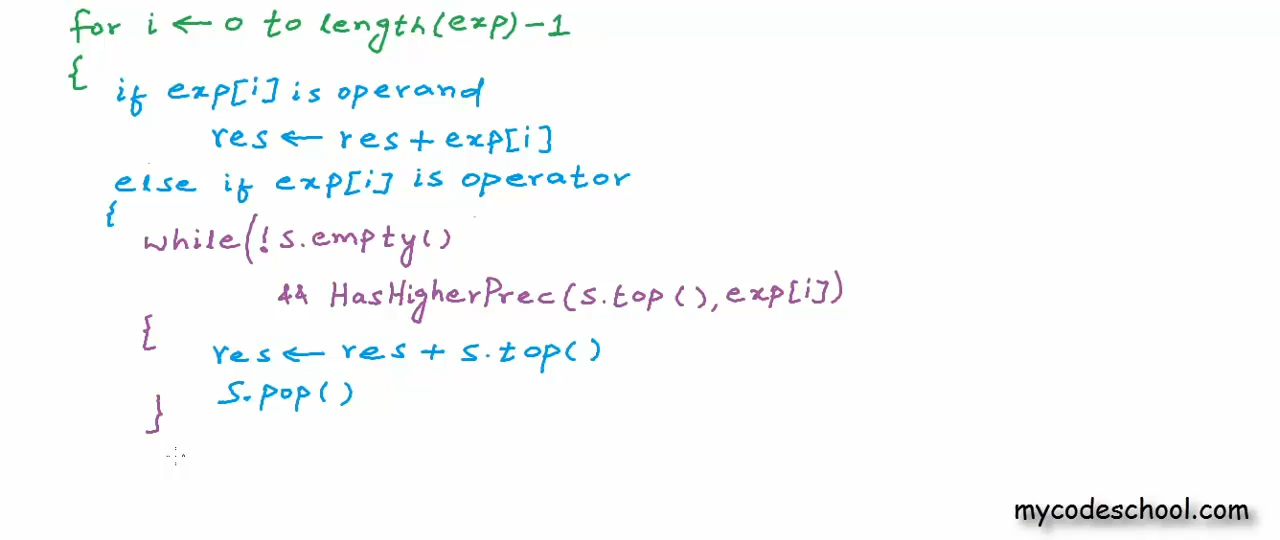 for i ← 0 to length(exp)-1
{
if exp[i] is operand
res ← res + exp[i]
else if exp[i] is operator
{
while(!s.empty()
&& HasHigherPrec(s.top(),exp[i])
{
res ← res + s.top()
s.pop()
}
mycodeschool.com